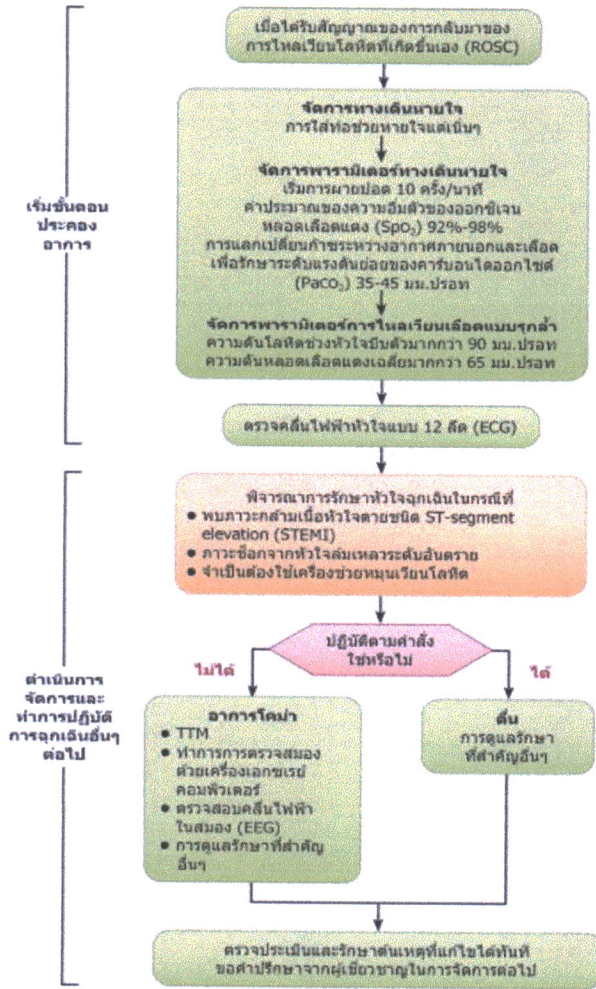 เมื่อได้รับสัญญาณของการกลับมาของ
การไหลเวียนโลหิตที่เกิดขึ้นเอง (ROSC)
เริ่มขั้นตอน
ประคอง
อาการ
จัดการทางเดินหายใจ
การใส่ท่อช่วยหายใจแต่เนิ่นๆ
จัดการพารามิเตอร์ทางเดินหายใจ
เริ่มการผายปอด 10 ครั้ง/นาที
ค่าประมาณของความอิ่มตัวของออกซิเจน
หลอดเลือดแดง (Spo₂) 92%-98%
การแลกเปลี่ยนก๊าซระหว่างอากาศภายนอกและเลือด
เพื่อรักษาระดับแรงดันย่อยของคาร์บอนไดออกไซด์
(PaCO₂) 35-45 มม.ปรอท
จัดการพารามิเตอร์การไหลเวียนเลือดแบบรุกล้ำ
ความดันโลหิตช่วงหัวใจบีบตัวมากกว่า 90 มม.ปรอท
ความดันหลอดเลือดแดงเฉลี่ยมากกว่า 65 มม.ปรอท
ตรวจคลื่นไฟฟ้าหัวใจแบบ 12 ลีด (ECG)
ดำเนินการ
จัดการและ
ทำการปฏิบัติ
การฉุกเฉินอื่นๆ
ต่อไป
พิจารณาการรักษาหัวใจฉุกเฉินในกรณีที่
● พบภาวะกล้ามเนื้อหัวใจตายชนิด ST-segment
elevation (STEMI)
● ภาวะช็อกจากหัวใจล้มเหลวระดับอันตราย
● จำเป็นต้องใช้เครื่องช่วยหมุนเวียนโลหิต
ปฏิบัติตามคำสั่ง
ใช่หรือไม่
ไม่ได้
ได้
อาการโคม่า
● TTM
● ทำการการตรวจสมอง
ด้วยเครื่องเอกซเรย์
คอมพิวเตอร์
● ตรวจสอบคลื่นไฟฟ้า
ในสมอง (EEG)
● การดูแลรักษาที่สำคัญ
อื่นๆ
ตื่น
การดูแลรักษา
ที่สำคัญอื่นๆ
ตรวจประเมินและรักษาต้นเหตุที่แก้ไขได้ทันที
ขอคำปรึกษาจากผู้เชี่ยวชาญในการจัดการต่อไป